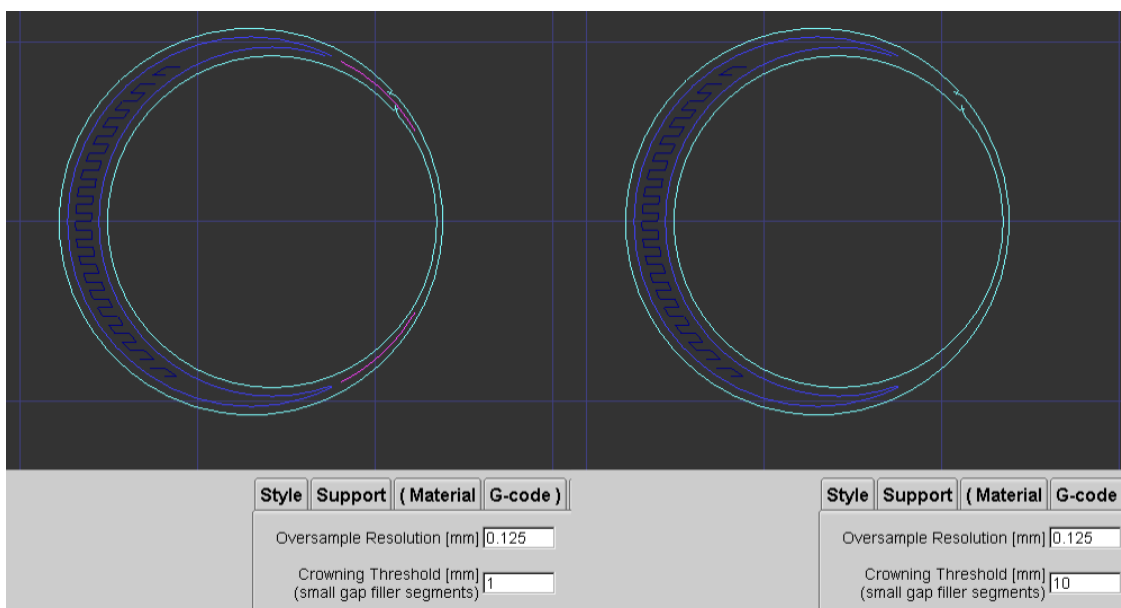 Style Support ( Material G-code )
Oversample Resolution [mm] 0.125
Crowning Threshold [mm]
(small gap filler segments) 1
Style Support ( Material G-code
Oversample Resolution [mm] 0.125
Crowning Threshold [mm]
(small gap filler segments) 10